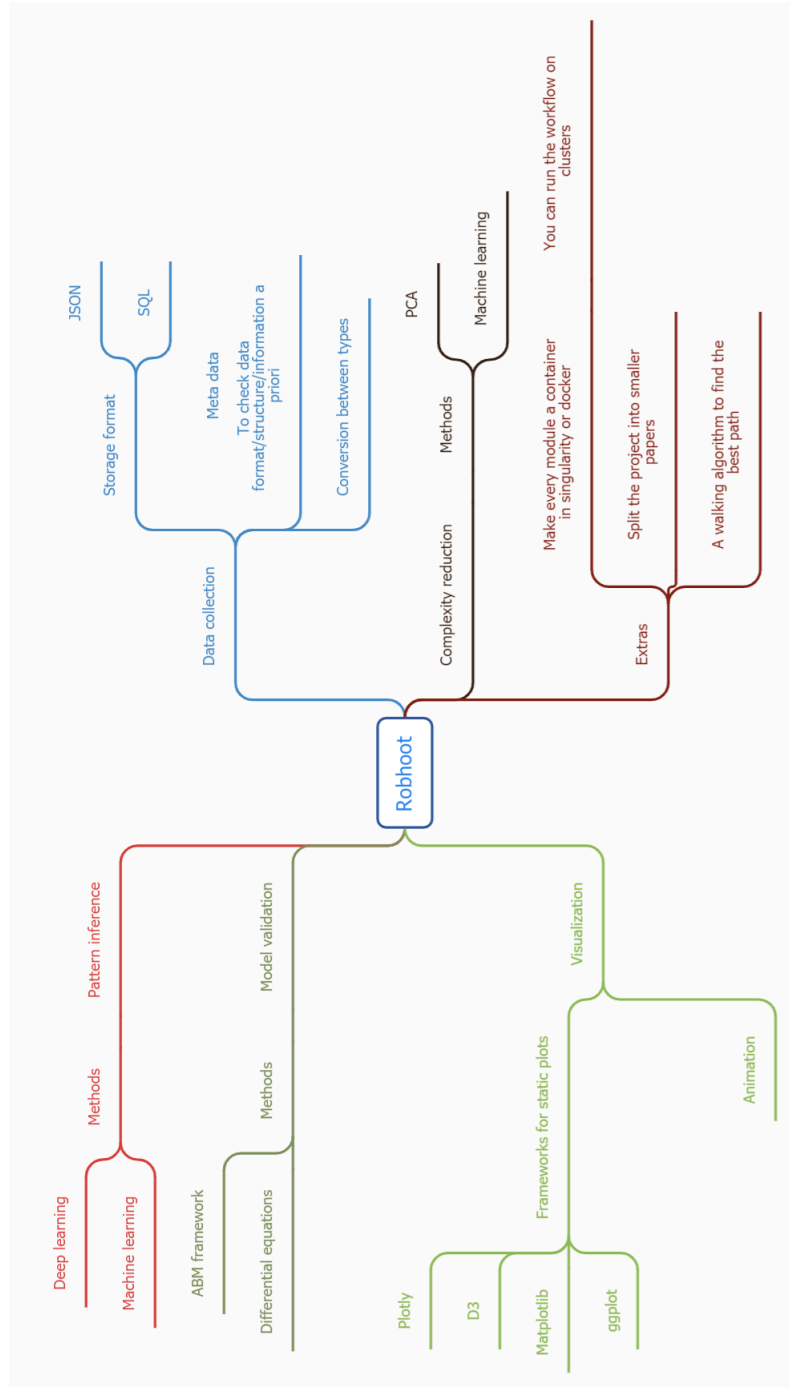 Robhoot
Data collection
Storage format
JSON
SQL
Meta data
To check data
format/structure/information a
priori
Conversion between types
Complexity reduction
Methods
PCA
Machine learning
Extras
Make every module a container
in singularity or docker
You can run the workflow on
clusters
Split the project into smaller
papers
A walking algorithm to find the
best path
Pattern inference
Methods
Deep learning
Machine learning
Model validation
Methods
ABM framework
Differential equations
Visualization
Frameworks for static plots
Plotly
D3
Matplotlib
ggplot
Animation